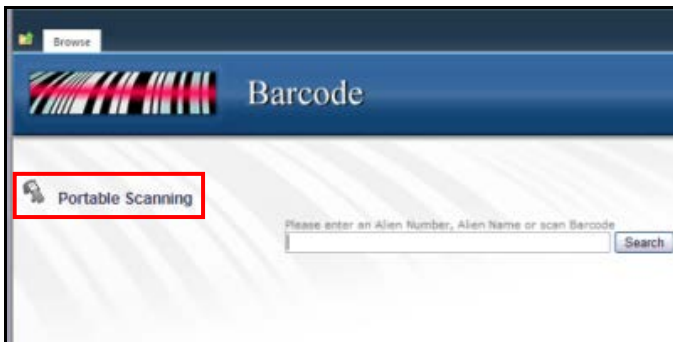 Browse
Barcode
Portable Scanning
Please enter an Alien Number, Alien Name or scan Barcode
Search